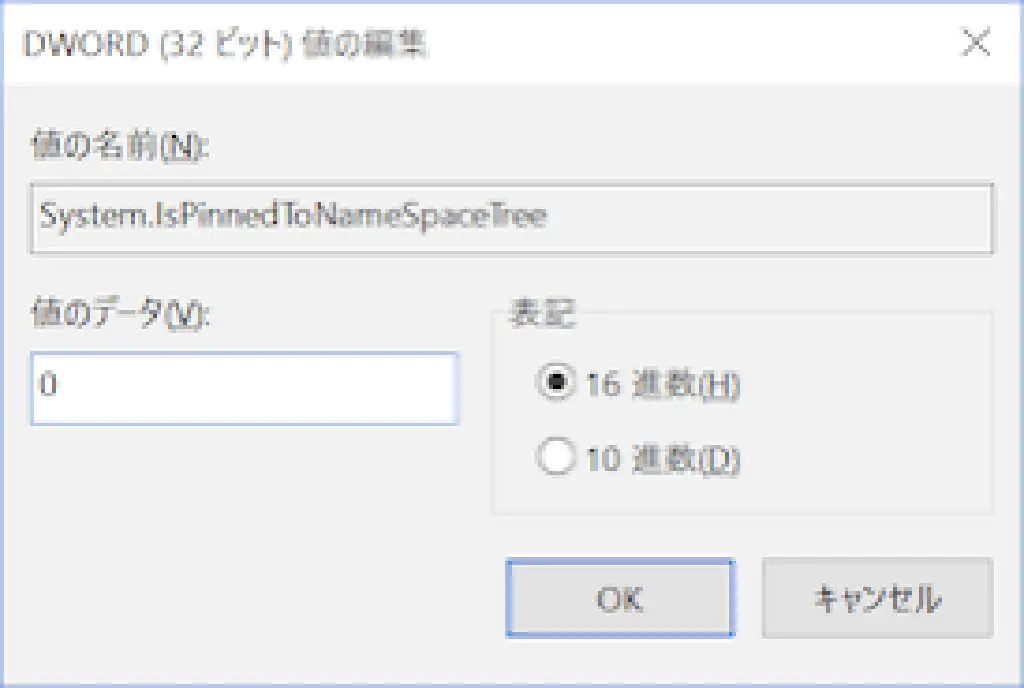 DWORD (32 ビット) 値の編集
値の名前(N):
System.IsPinnedToNameSpaceTree
値のデータ(V):
0
表記
16 進数(H)
10 進数(D)
OK
キャンセル